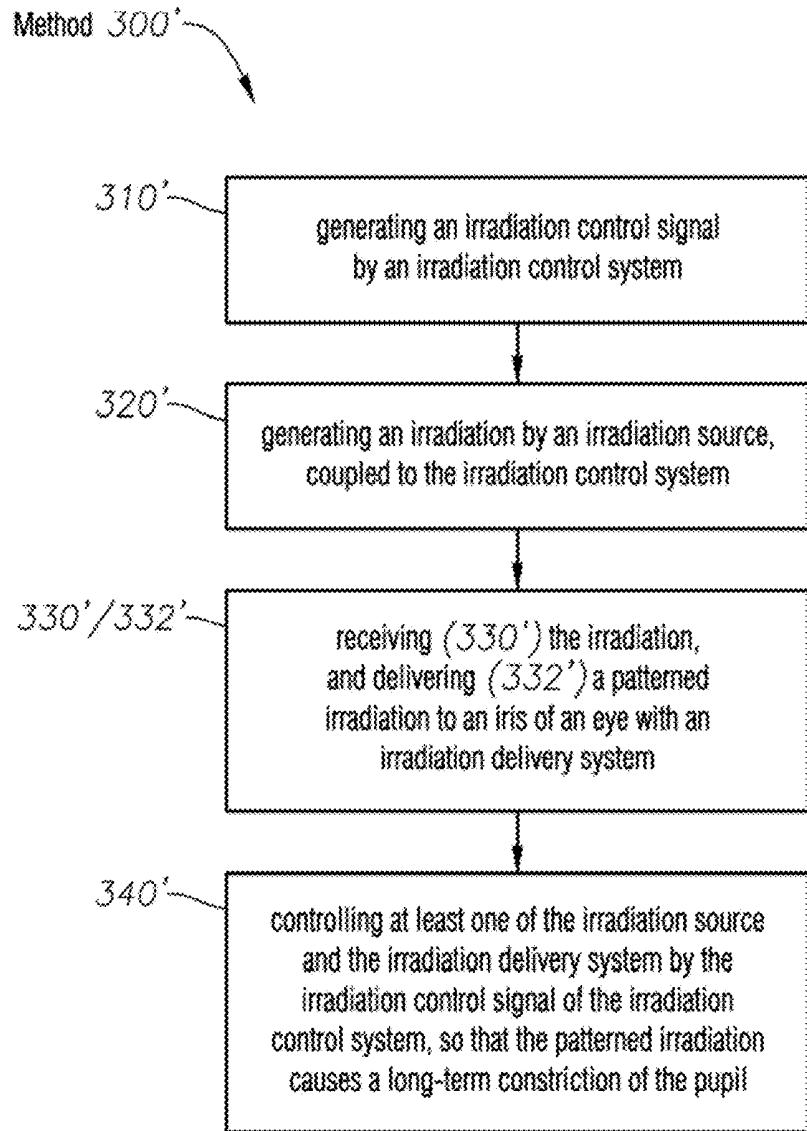 Method 300'
310'
generating an irradiation control signal
by an irradiation control system
320'
generating an irradiation by an irradiation source,
coupled to the irradiation control system
330'/332'
receiving (330') the irradiation,
and delivering (332') a patterned
irradiation to an iris of an eye with an
irradiation delivery system
340'
controlling at least one of the irradiation source
and the irradiation delivery system by the
irradiation control signal of the irradiation
control system, so that the patterned irradiation
causes a long-term constriction of the pupil